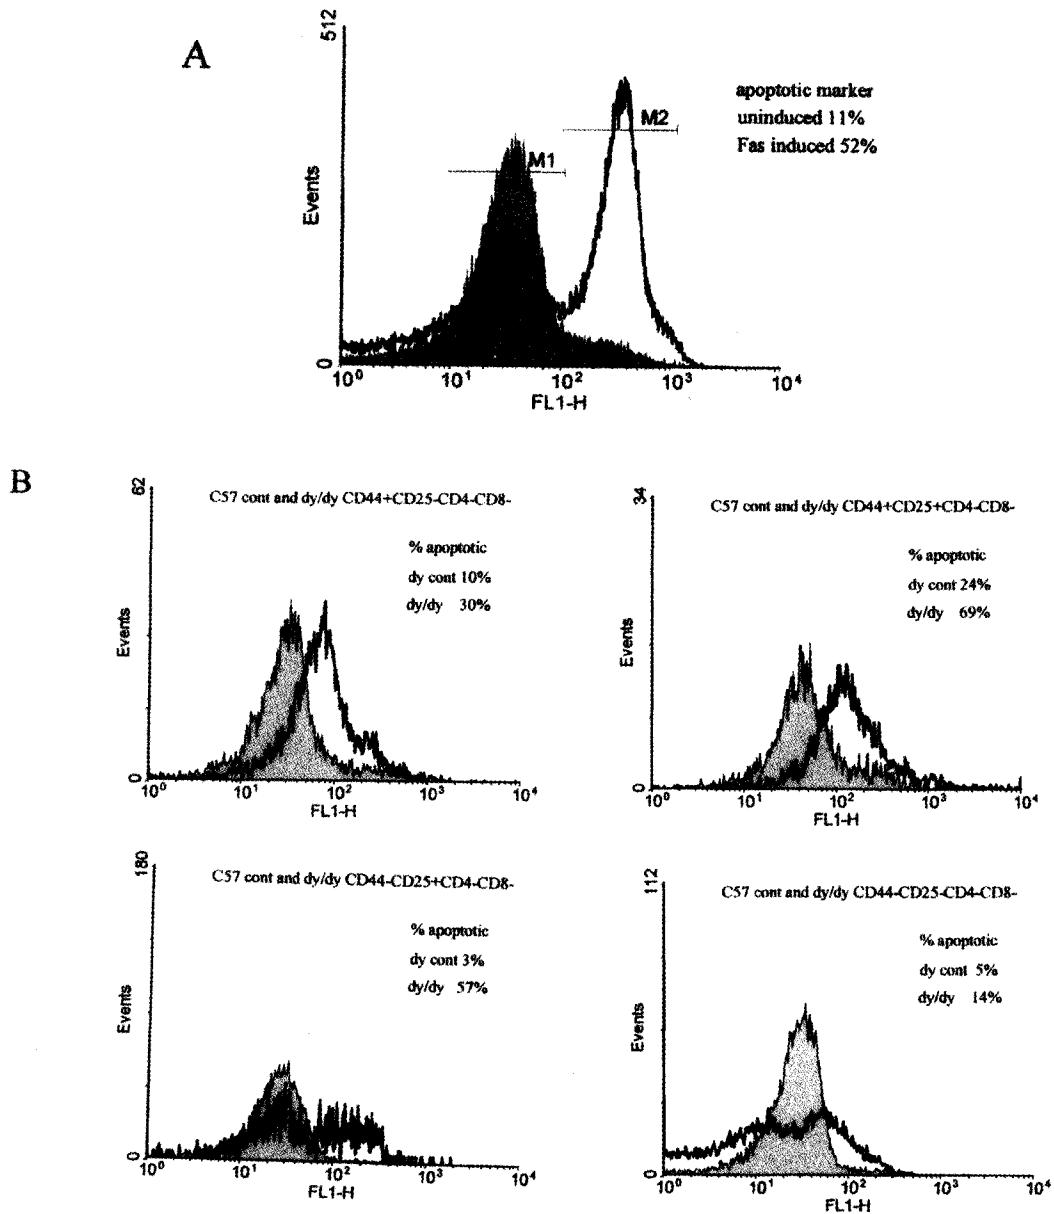 A
512
apoptotic marker
uninduced 11%
Fas induced 52%
M2
M1
Events
0
10⁰ 10¹ 10² 10³ 10⁴
FL1-H
B
62
C57 cont and dy/dy CD44+CD25-CD4-CD8-
% apoptotic
dy cont 10%
dy/dy 30%
Events
0
10⁰ 10¹ 10² 10³ 10⁴
FL1-H
34
C57 cont and dy/dy CD44+CD25+CD4-CD8-
% apoptotic
dy cont 24%
dy/dy 69%
Events
0
10⁰ 10¹ 10² 10³ 10⁴
FL1-H
180
C57 cont and dy/dy CD44-CD25+CD4-CD8-
% apoptotic
dy cont 3%
dy/dy 57%
Events
0
10⁰ 10¹ 10² 10³ 10⁴
FL1-H
112
C57 cont and dy/dy CD44-CD25-CD4-CD8-
% apoptotic
dy cont 5%
dy/dy 14%
Events
0
10⁰ 10¹ 10² 10³ 10⁴
FL1-H